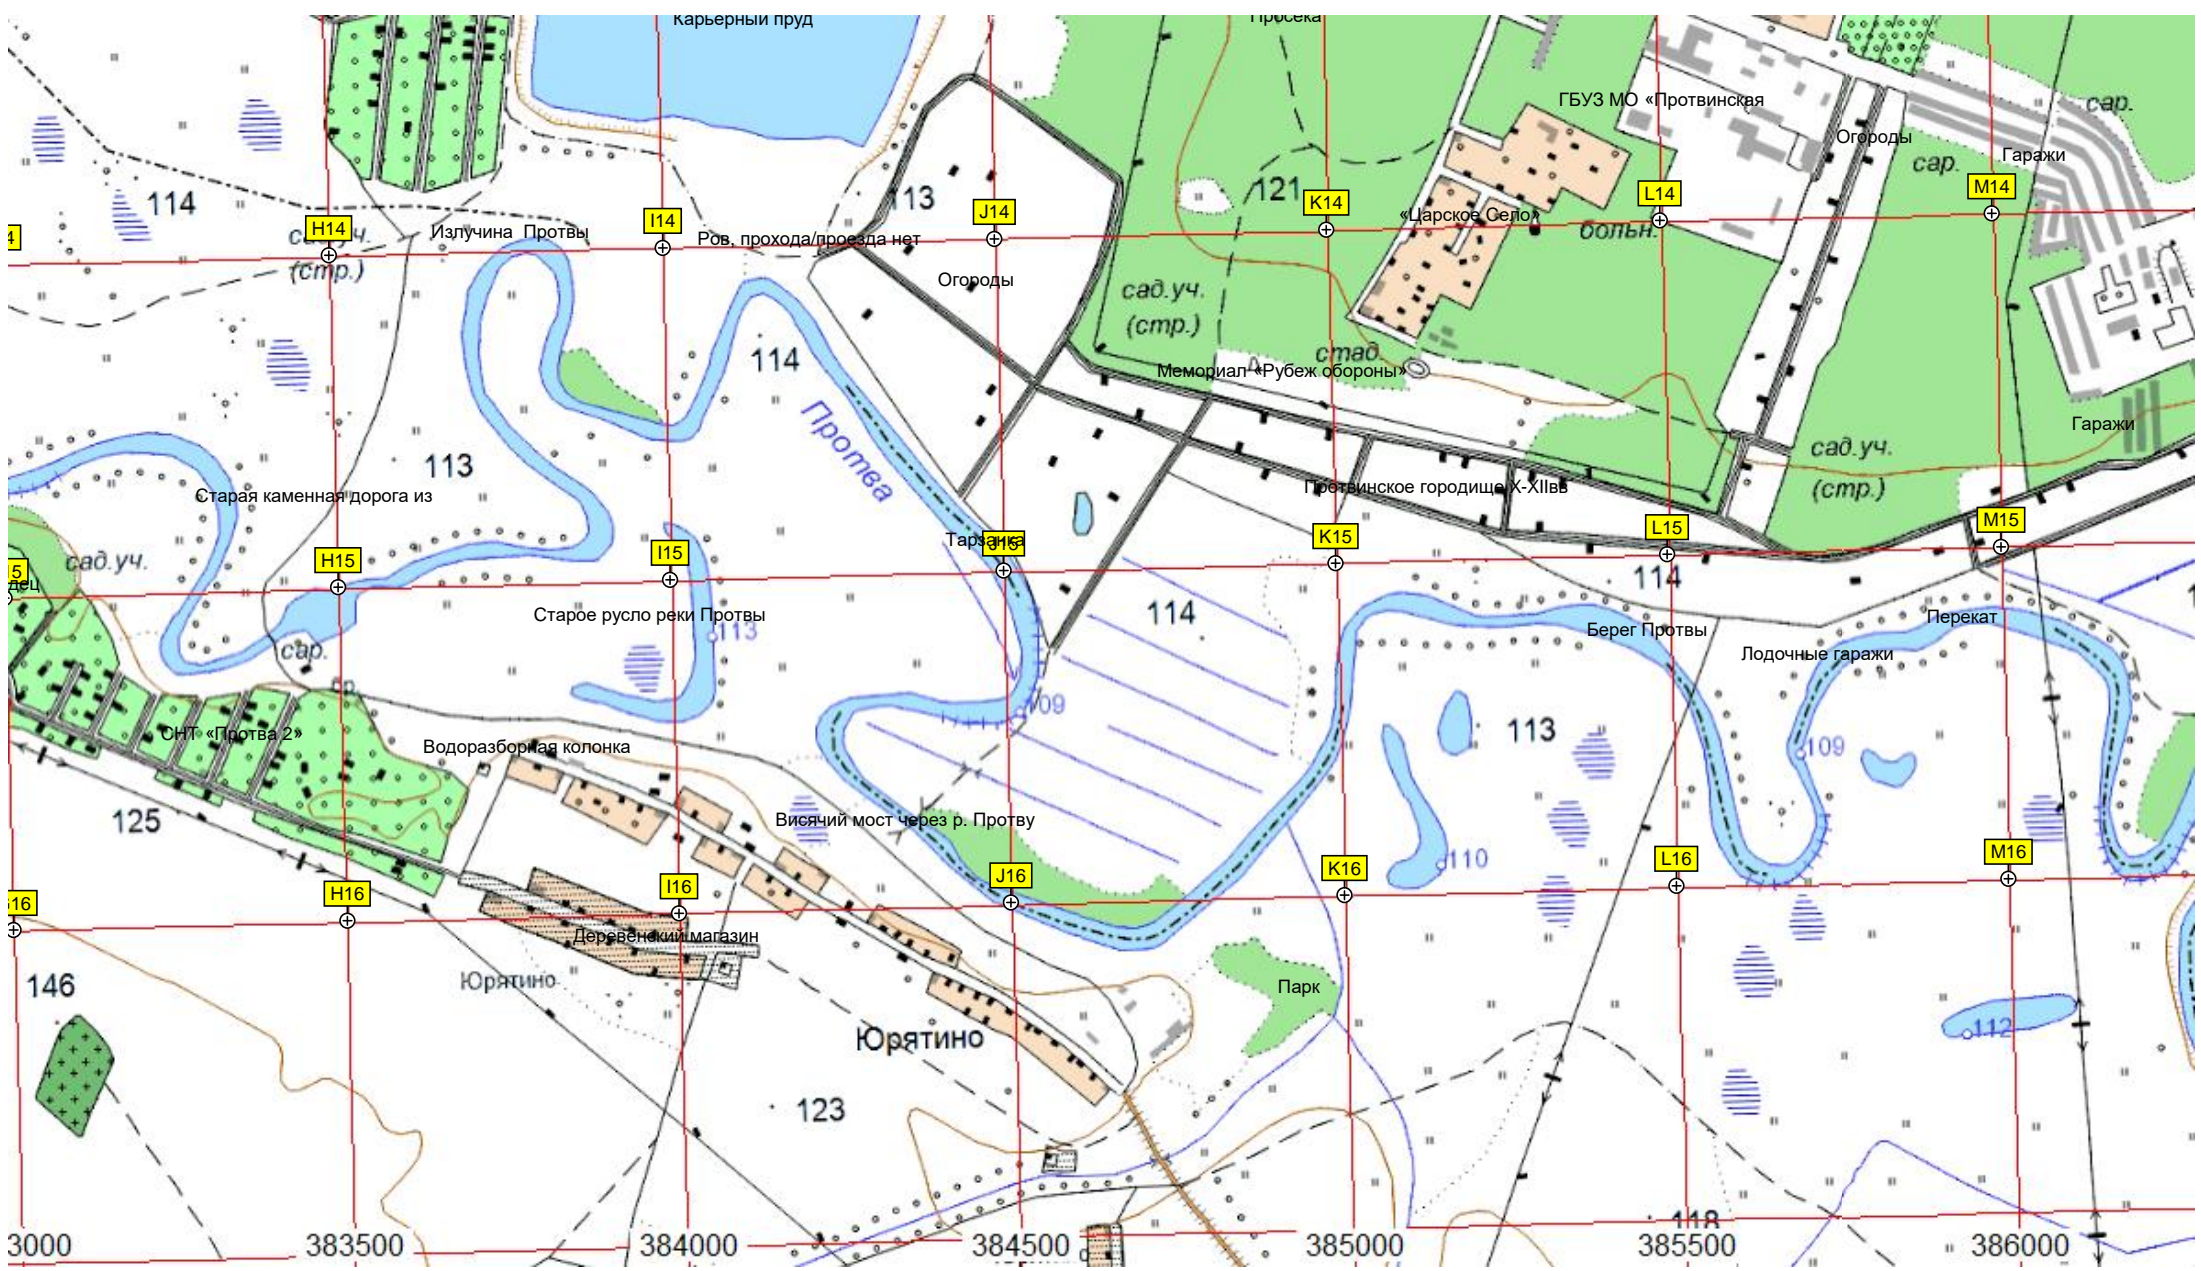 Карьерный пруд
Просека
сар.
ГБУЗ МО «Протвинская
Огороды
сар.
Гаражи
114
113
121
H14
I14
J14
K14
L14
M14
4
(стр.)
Излучина Протвы
Ров, прохода/проезда нет
«Царское Село»
больн.
Огороды
сад.уч.
(стр.)
114
стад.
Мемориал «Рубеж обороны»
Протва
Гаражи
113
сад.уч.
(стр.)
Старая каменная дорога из
Протвинское городище X-XIIвв
H15
I15
Тарзанка
J15
K15
L15
M15
сад.уч.
5
дец
114
Старое русло реки Протвы
113
114
Берег Протвы
Перекат
сар.
Лодочные гаражи
109
113
109
СНТ «Протва 2»
Водоразборная колонка
125
Висячий мост через р. Протву
110
H16
I16
J16
K16
L16
M16
16
Деревенский магазин
Юрятино
146
Парк
112
Юрятино
123
118
3000
383500
384000
384500
385000
385500
386000